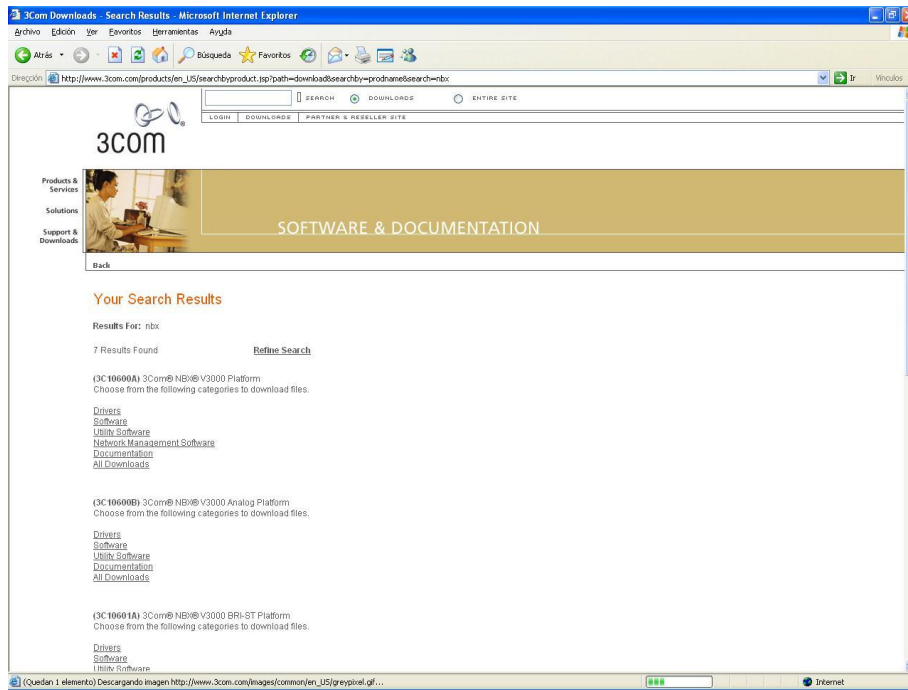 3Com Downloads - Search Results - Microsoft Internet Explorer
Archivo Edición Ver Favoritos Herramientas Ayuda
Atrás Búsqueda Favoritos
Dirección http://www.3com.com/products/en_US/searchbyproduct.jsp?path=download&searchby=prodname&search=nbx Ir Vínculos
SEARCH DOWNLOADS ENTIRE SITE
LOGIN DOWNLOADS PARTNER & RESELLER SITE
3COM
Products &
Services
Solutions
Support &
Downloads
SOFTWARE & DOCUMENTATION
Back
Your Search Results
Results For: nbx
7 Results Found Refine Search
(3C10600A) 3Com® NBX® V3000 Platform
Choose from the following categories to download files.
Drivers
Software
Utility Software
Network Management Software
Documentation
All Downloads
(3C10600B) 3Com® NBX® V3000 Analog Platform
Choose from the following categories to download files.
Drivers
Software
Utility Software
Documentation
All Downloads
(3C10601A) 3Com® NBX® V3000 BRI-ST Platform
Choose from the following categories to download files.
Drivers
Software
Utility Software
(Quedan 1 elemento) Descargando imagen http://www.3com.com/images/common/en_US/greypixel.gif... Internet